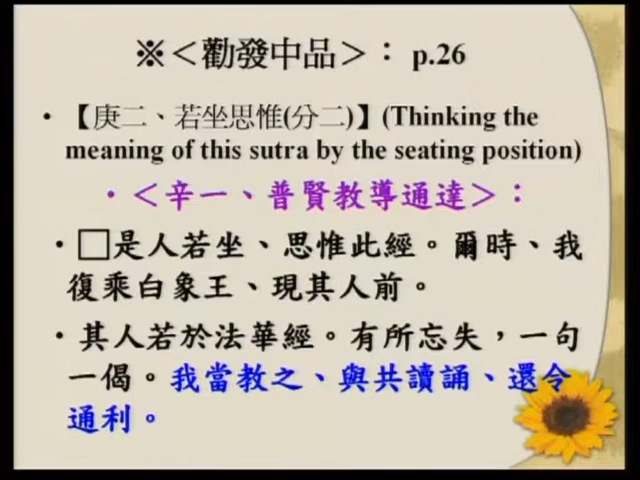 ※＜勸發中品＞： p.26
•【庚二、若坐思惟(分二)】(Thinking the
meaning of this sutra by the seating position)
•＜辛一、普賢教導通達＞：
•□是人若坐、思惟此經。爾時、我
復乘白象王、現其人前。
•其人若於法華經。有所忘失，一句
一偈。我當教之、與共讀誦、還令
通利。